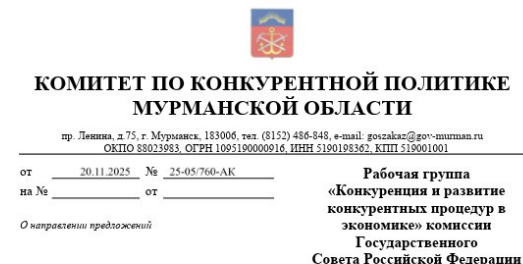 КОМИТЕТ ПО КОНКУРЕНТНОЙ ПОЛИТИКЕ
МУРМАНСКОЙ ОБЛАСТИ
пр. Ленина, д.75, г. Мурманск, 183006, тел. (8152) 486-848, e-mail: goszakaz@gov-murman.ru
ОКПО 88023983, ОГРН 1095190000916, ИНН 5190198362, КПП 519001001
от 20.11.2025 № 25-05/760-АК
на № от
О направлении предложений
Рабочая группа
«Конкуренция и развитие
конкурентных процедур в
экономике» комиссии
Государственного
Совета Российской Федерации